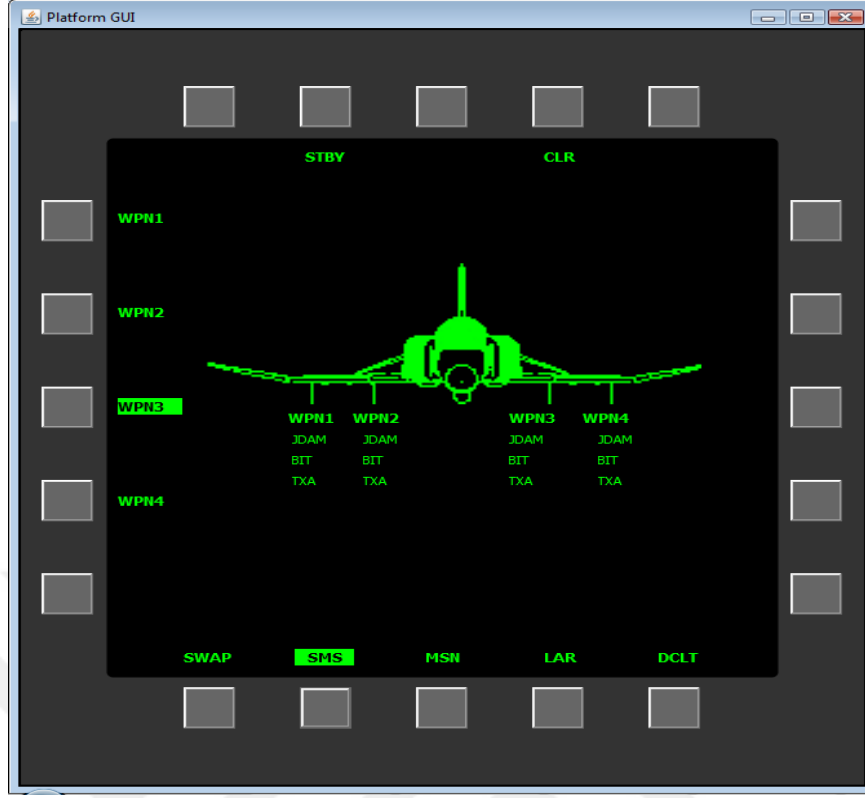 Platform GUI
STBY CLR
WPN1
WPN2
WPN3
WPN1 WPN2 WPN3 WPN4
JDAM JDAM JDAM JDAM
BIT BIT BIT BIT
TXA TXA TXA TXA
WPN4
SWAP SMS MSN LAR DCLT